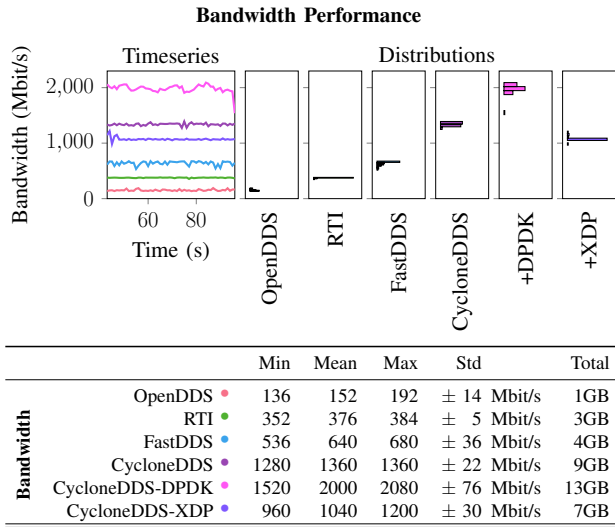 Bandwidth Performance
Timeseries Distributions
Bandwidth (Mbit/s)
2,000
1,000
0
60 80
Time (s)
OpenDDS
RTI
FastDDS
CycloneDDS
+DPDK
+XDP
Min Mean Max Std Total
Bandwidth
OpenDDS 136 152 192 ± 14 Mbit/s 1GB
RTI 352 376 384 ± 5 Mbit/s 3GB
FastDDS 536 640 680 ± 36 Mbit/s 4GB
CycloneDDS 1280 1360 1360 ± 22 Mbit/s 9GB
CycloneDDS-DPDK 1520 2000 2080 ± 76 Mbit/s 13GB
CycloneDDS-XDP 960 1040 1200 ± 30 Mbit/s 7GB